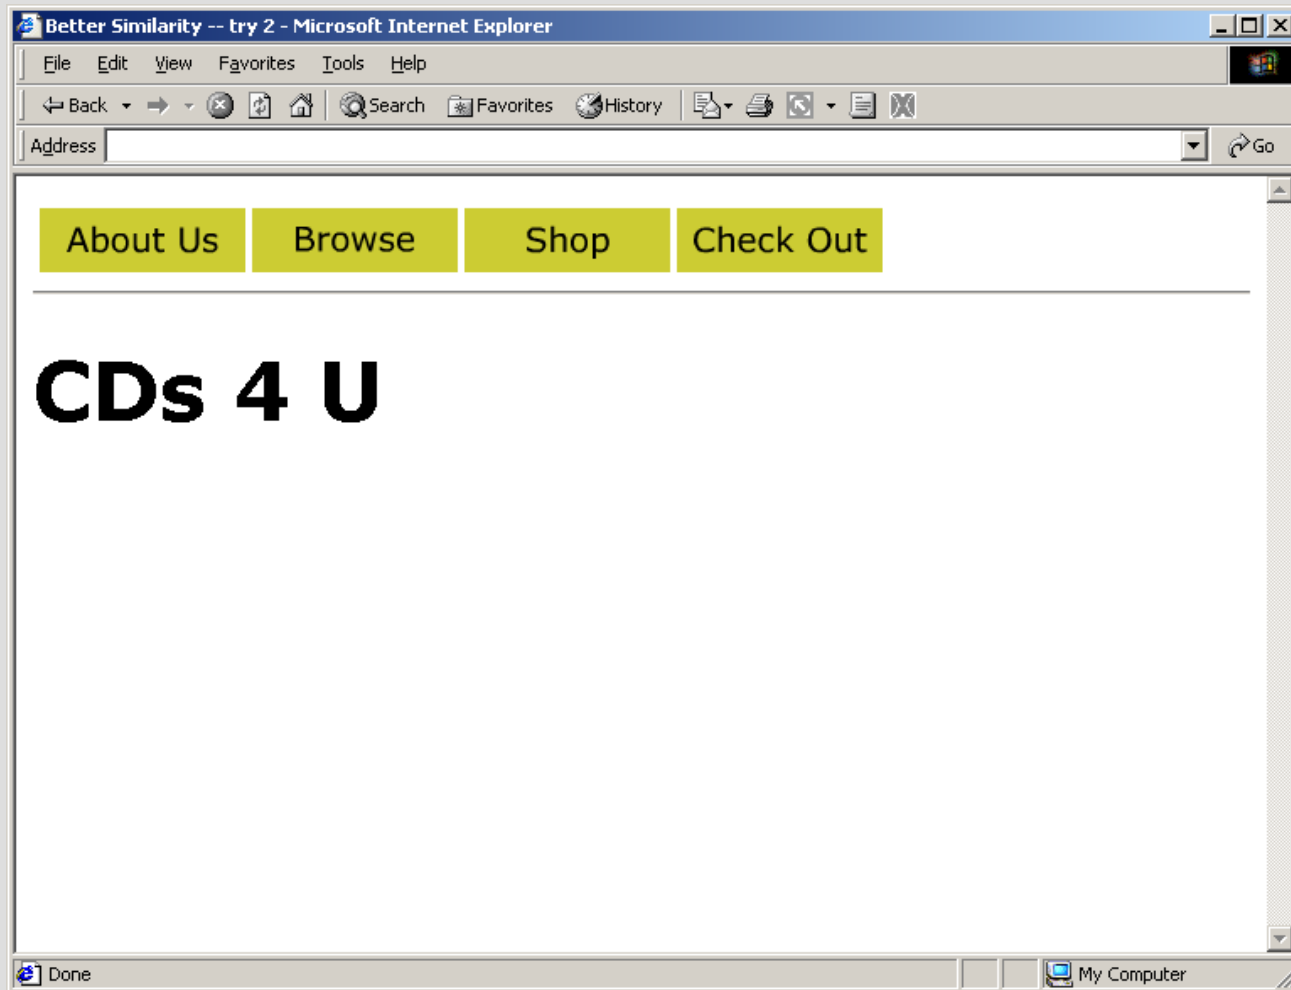 Better Similarity -- try 2 - Microsoft Internet Explorer
File Edit View Favorites Tools Help
Back Search Favorites History
Address Go
About Us Browse Shop Check Out
CDs 4 U
Done My Computer